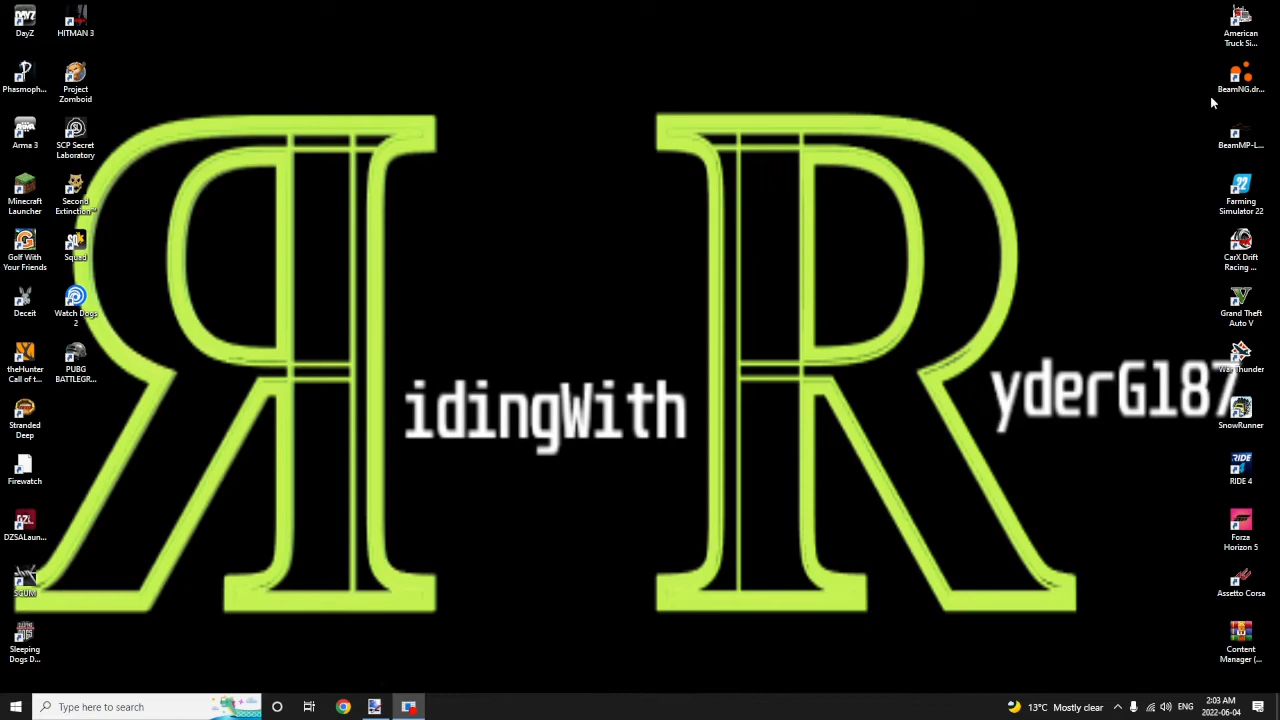 DayZ
HITMAN 3
Phasmoph...
Project
Zomboid
Arma 3
SCP Secret
Laboratory
Minecraft
Launcher
Second
Extinction™
Golf With
Your Friends
Squad
Deceit
Watch Dogs
2
theHunter
Call of t...
PUBG
BATTLEGR...
Stranded
Deep
Firewatch
DZSALaun...
SCUM
Sleeping
Dogs D...
R
idingWith
R
yderG187
American
Truck Si...
BeamNG.dr...
BeamMP-L...
Farming
Simulator 22
CarX Drift
Racing ...
Grand Theft
Auto V
War Thunder
SnowRunner
RIDE 4
Forza
Horizon 5
Assetto Corsa
Content
Manager (...
Type here to search
13°C Mostly clear
ENG
2:03 AM
2022-06-04